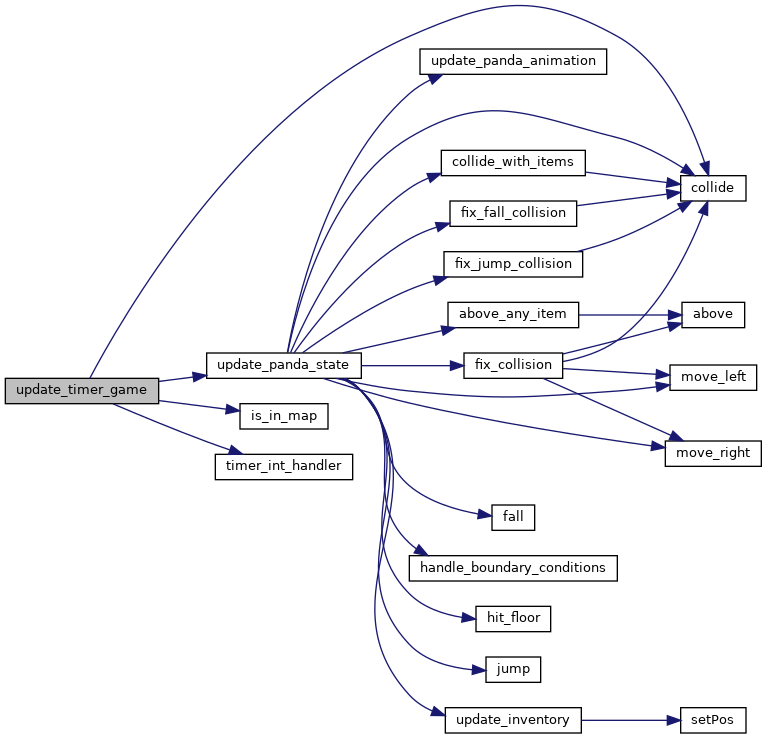 update_panda_animation
collide_with_items
collide
fix_fall_collision
fix_jump_collision
above_any_item
above
update_panda_state
fix_collision
move_left
update_timer_game
is_in_map
move_right
timer_int_handler
fall
handle_boundary_conditions
hit_floor
jump
update_inventory
setPos